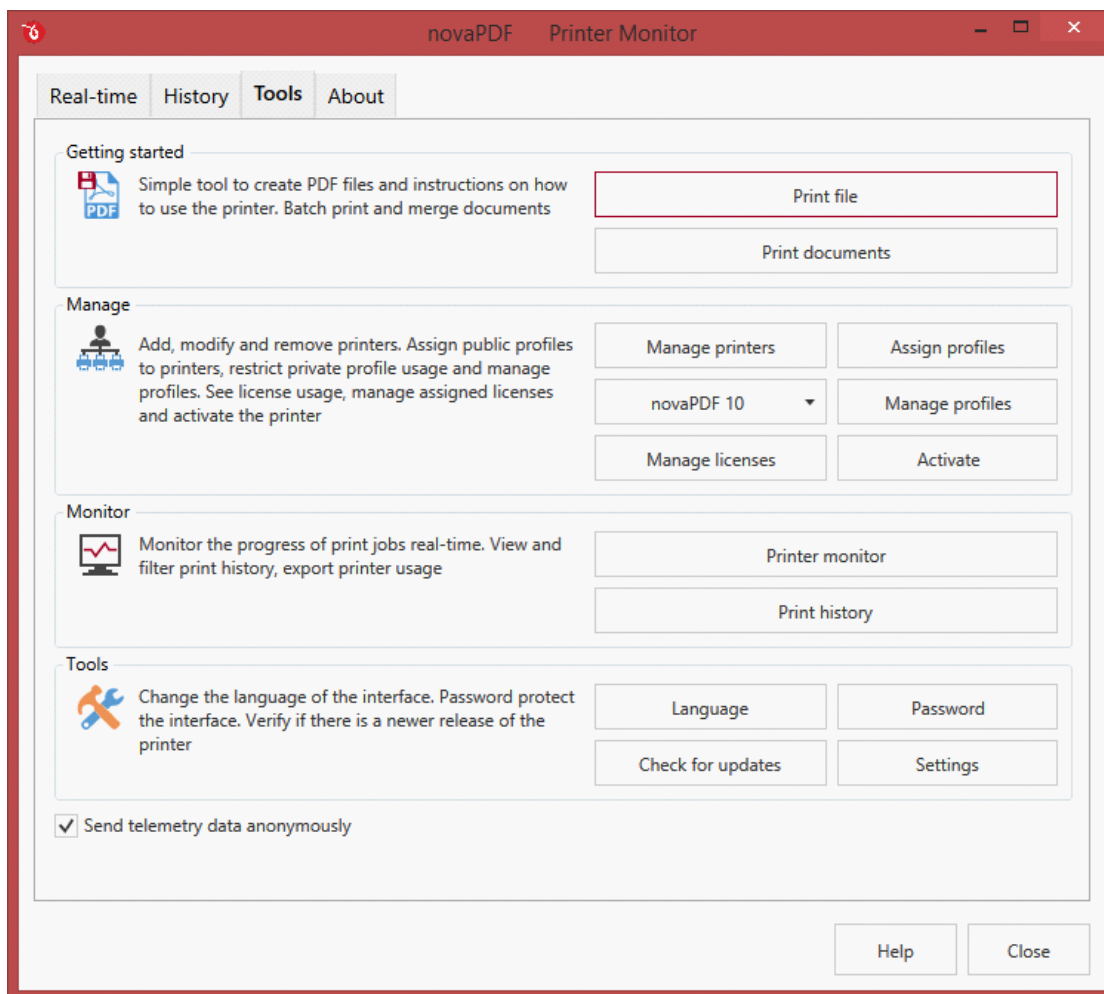 novaPDF Printer Monitor
Real-time History Tools About
Getting started
PDF
Simple tool to create PDF files and instructions on how
to use the printer. Batch print and merge documents
Print file
Print documents
Manage
Add, modify and remove printers. Assign public profiles
to printers, restrict private profile usage and manage
profiles. See license usage, manage assigned licenses
and activate the printer
Manage printers Assign profiles
novaPDF 10 Manage profiles
Manage licenses Activate
Monitor
Monitor the progress of print jobs real-time. View and
filter print history, export printer usage
Printer monitor
Print history
Tools
Change the language of the interface. Password protect
the interface. Verify if there is a newer release of the
printer
Language Password
Check for updates Settings
Send telemetry data anonymously
Help Close